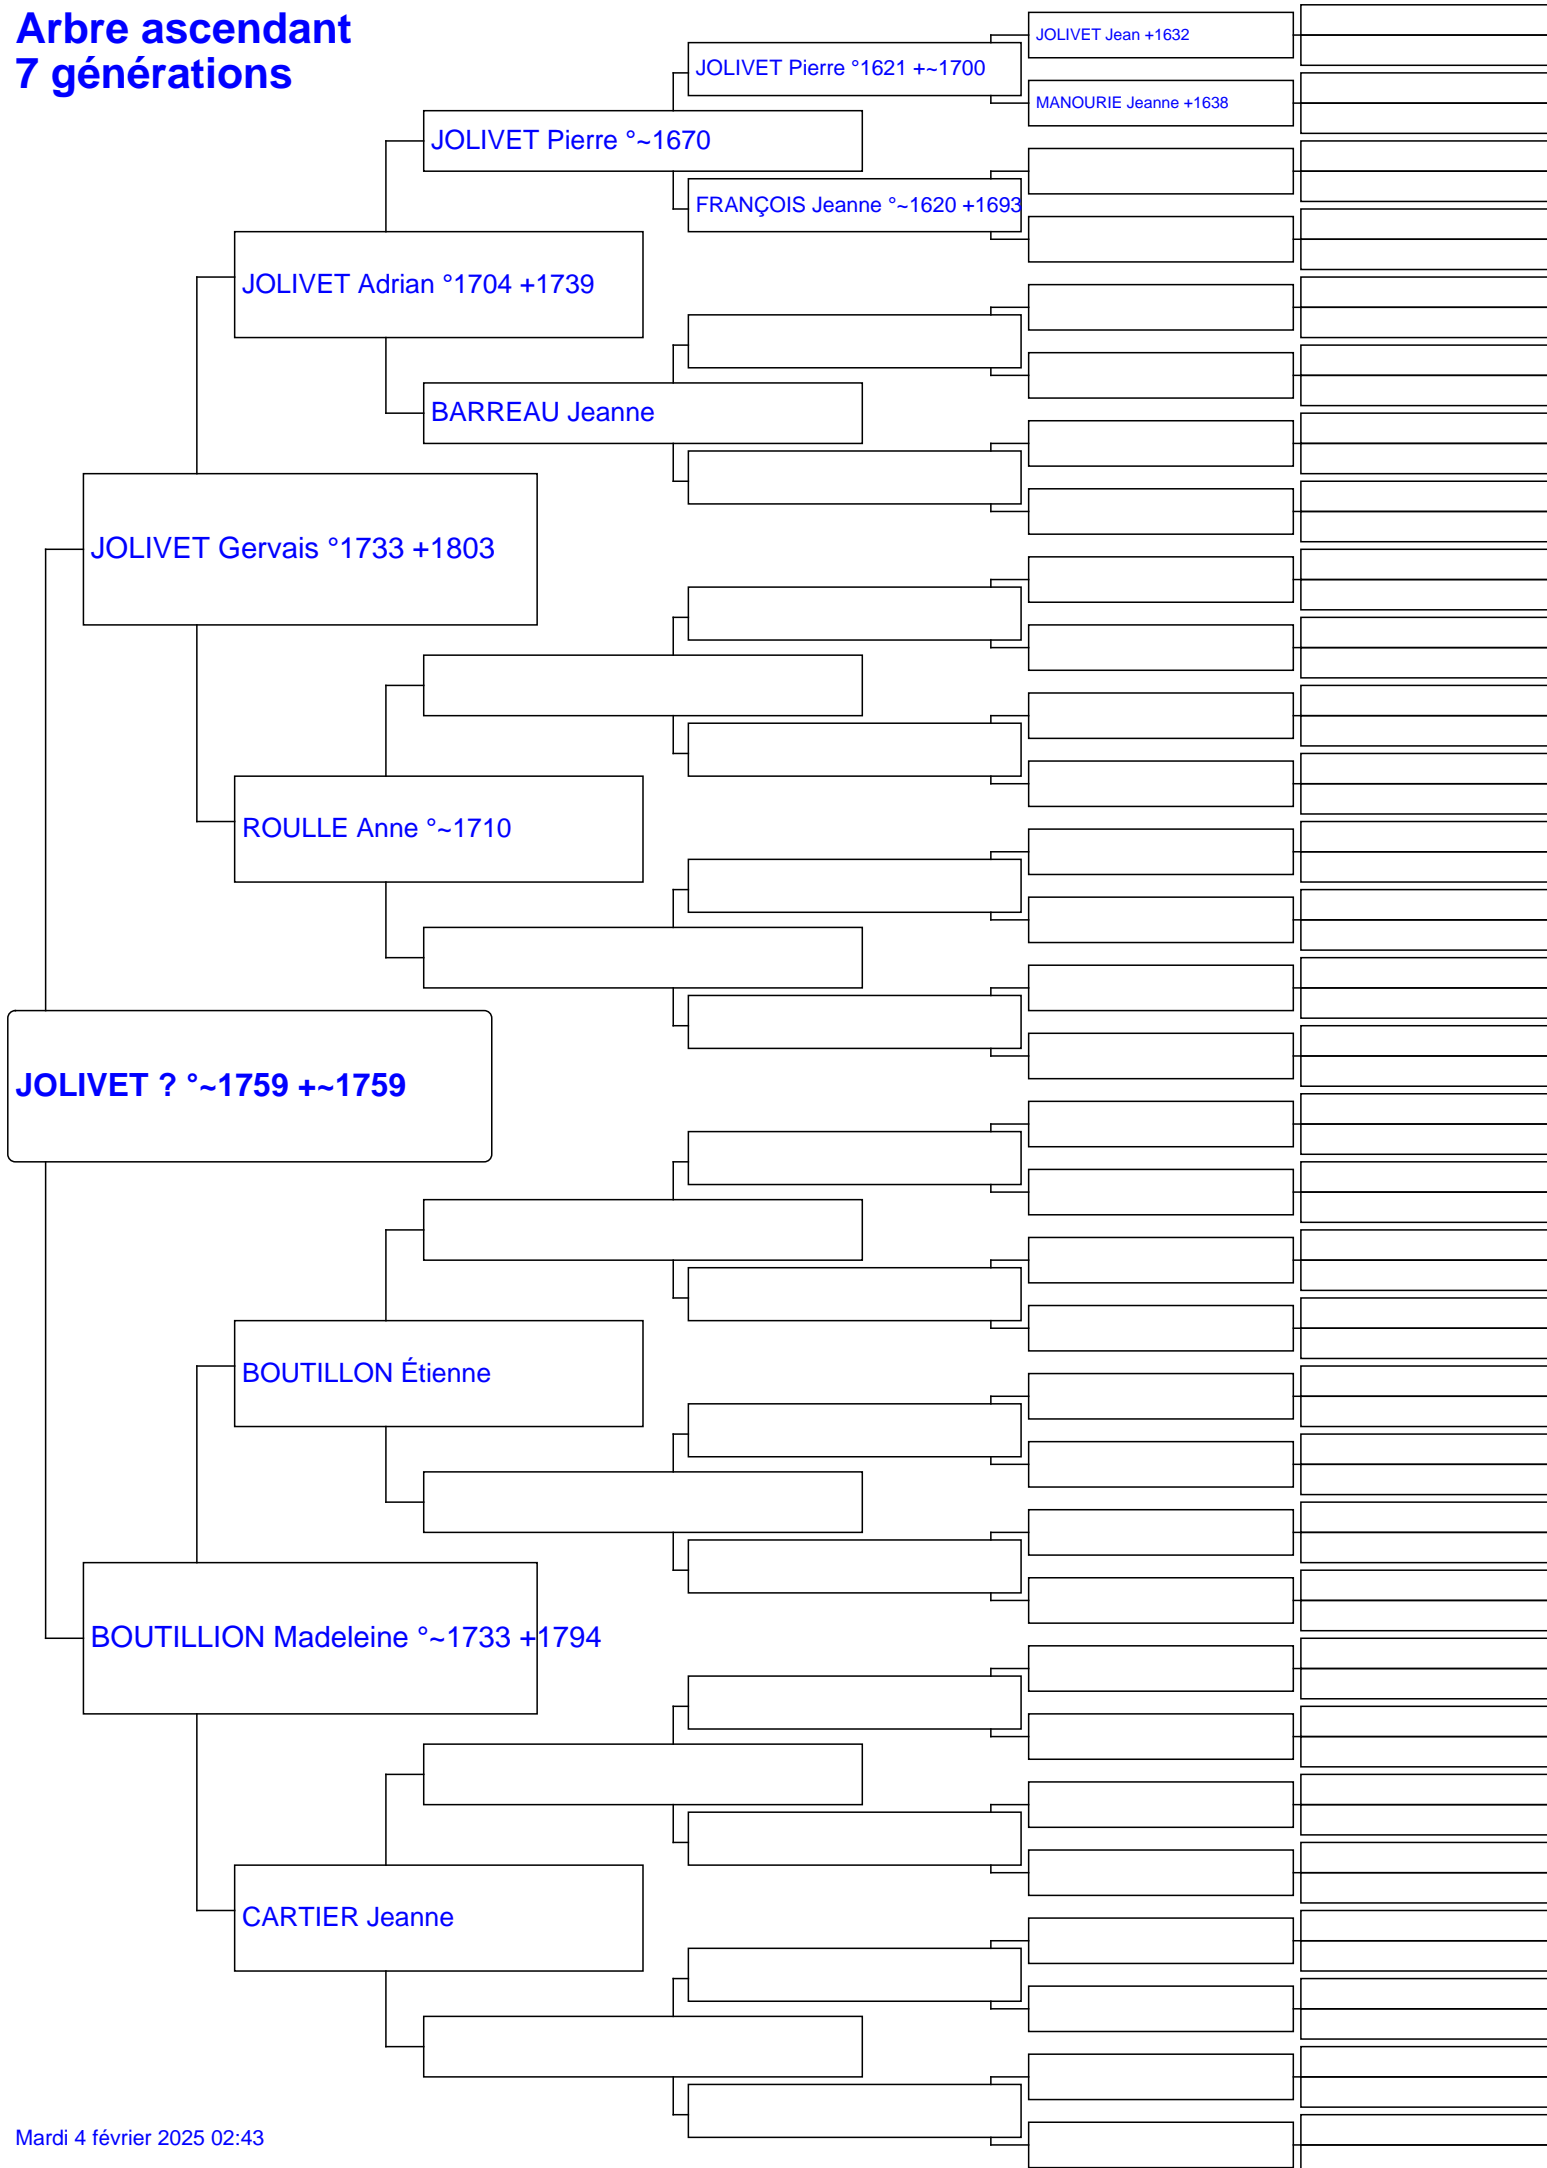 Arbre ascendant
7 générations
JOLIVET Jean +1632
JOLIVET Pierre °1621 +~1700
MANOURIE Jeanne +1638
JOLIVET Pierre °~1670
FRANÇOIS Jeanne °~1620 +1693
JOLIVET Adrian °1704 +1739
BARREAU Jeanne
JOLIVET Gervais °1733 +1803
ROULLE Anne °~1710
JOLIVET ? °~1759 +~1759
BOUTILLON Étienne
BOUTILLION Madeleine °~1733 +1794
CARTIER Jeanne
Mardi 4 février 2025 02:43